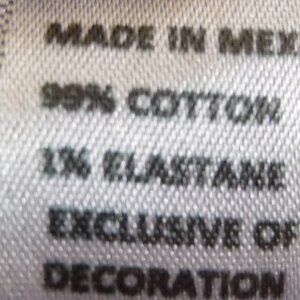 MADE IN MEX
99% COTTON
1% ELASTANE
EXCLUSIVE OF
DECORATION